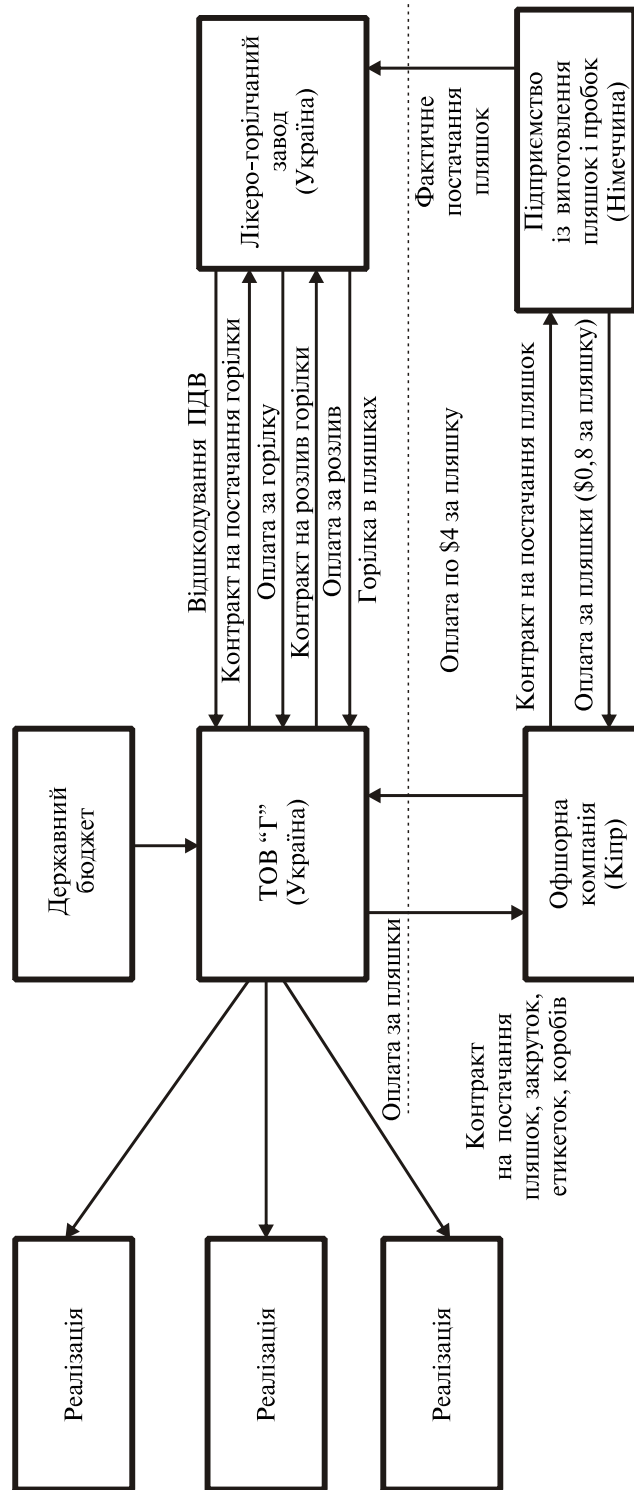 Державний
бюджет
Реалізація
Реалізація
Реалізація
ТОВ “Г”
(Україна)
Відшкодування ПДВ
Контракт на постачання горілки
Оплата за горілку
Контракт на розлив горілки
Оплата за розлив
Горілка в пляшках
Лікеро-горілчаний
завод
(Україна)
Оплата за пляшки
Оплата по $4 за пляшку
Фактичне
постачання
пляшок
Контракт
на постачання
пляшок, закруток,
етикеток, коробів
Офшорна
компанія
(Кіпр)
Контракт на постачання пляшок
Оплата за пляшки ($0,8 за пляшку)
Підприємство
із виготовлення
пляшок і пробок
(Німеччина)